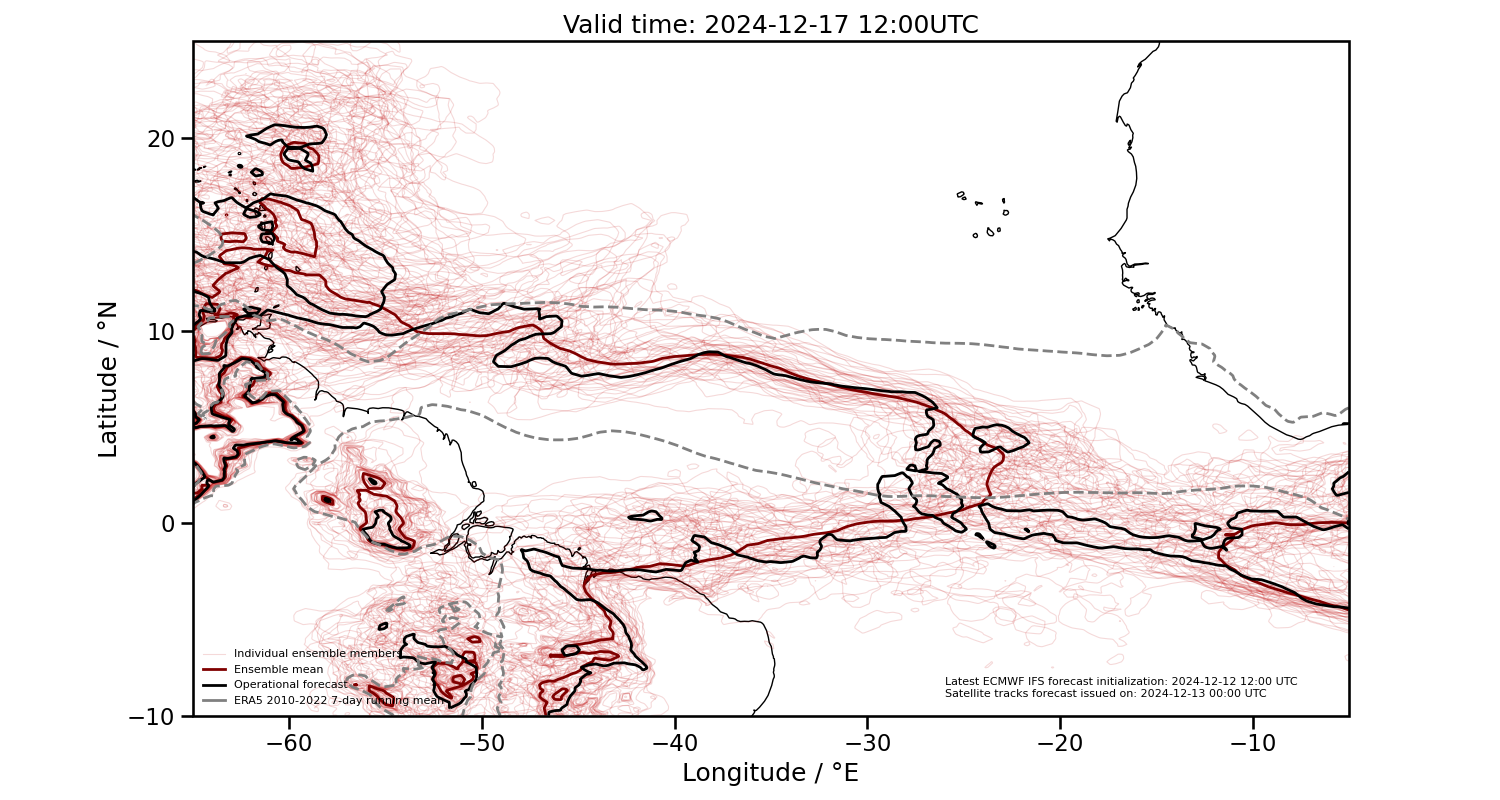 Valid time: 2024-12-17 12:00UTC
Latitude / °N
20
10
0
−10
Individual ensemble members
Ensemble mean
Operational forecast
ERA5 2010-2022 7-day running mean
Latest ECMWF IFS forecast initialization: 2024-12-12 12:00 UTC
Satellite tracks forecast issued on: 2024-12-13 00:00 UTC
−60
−50
−40
−30
−20
−10
Longitude / °E